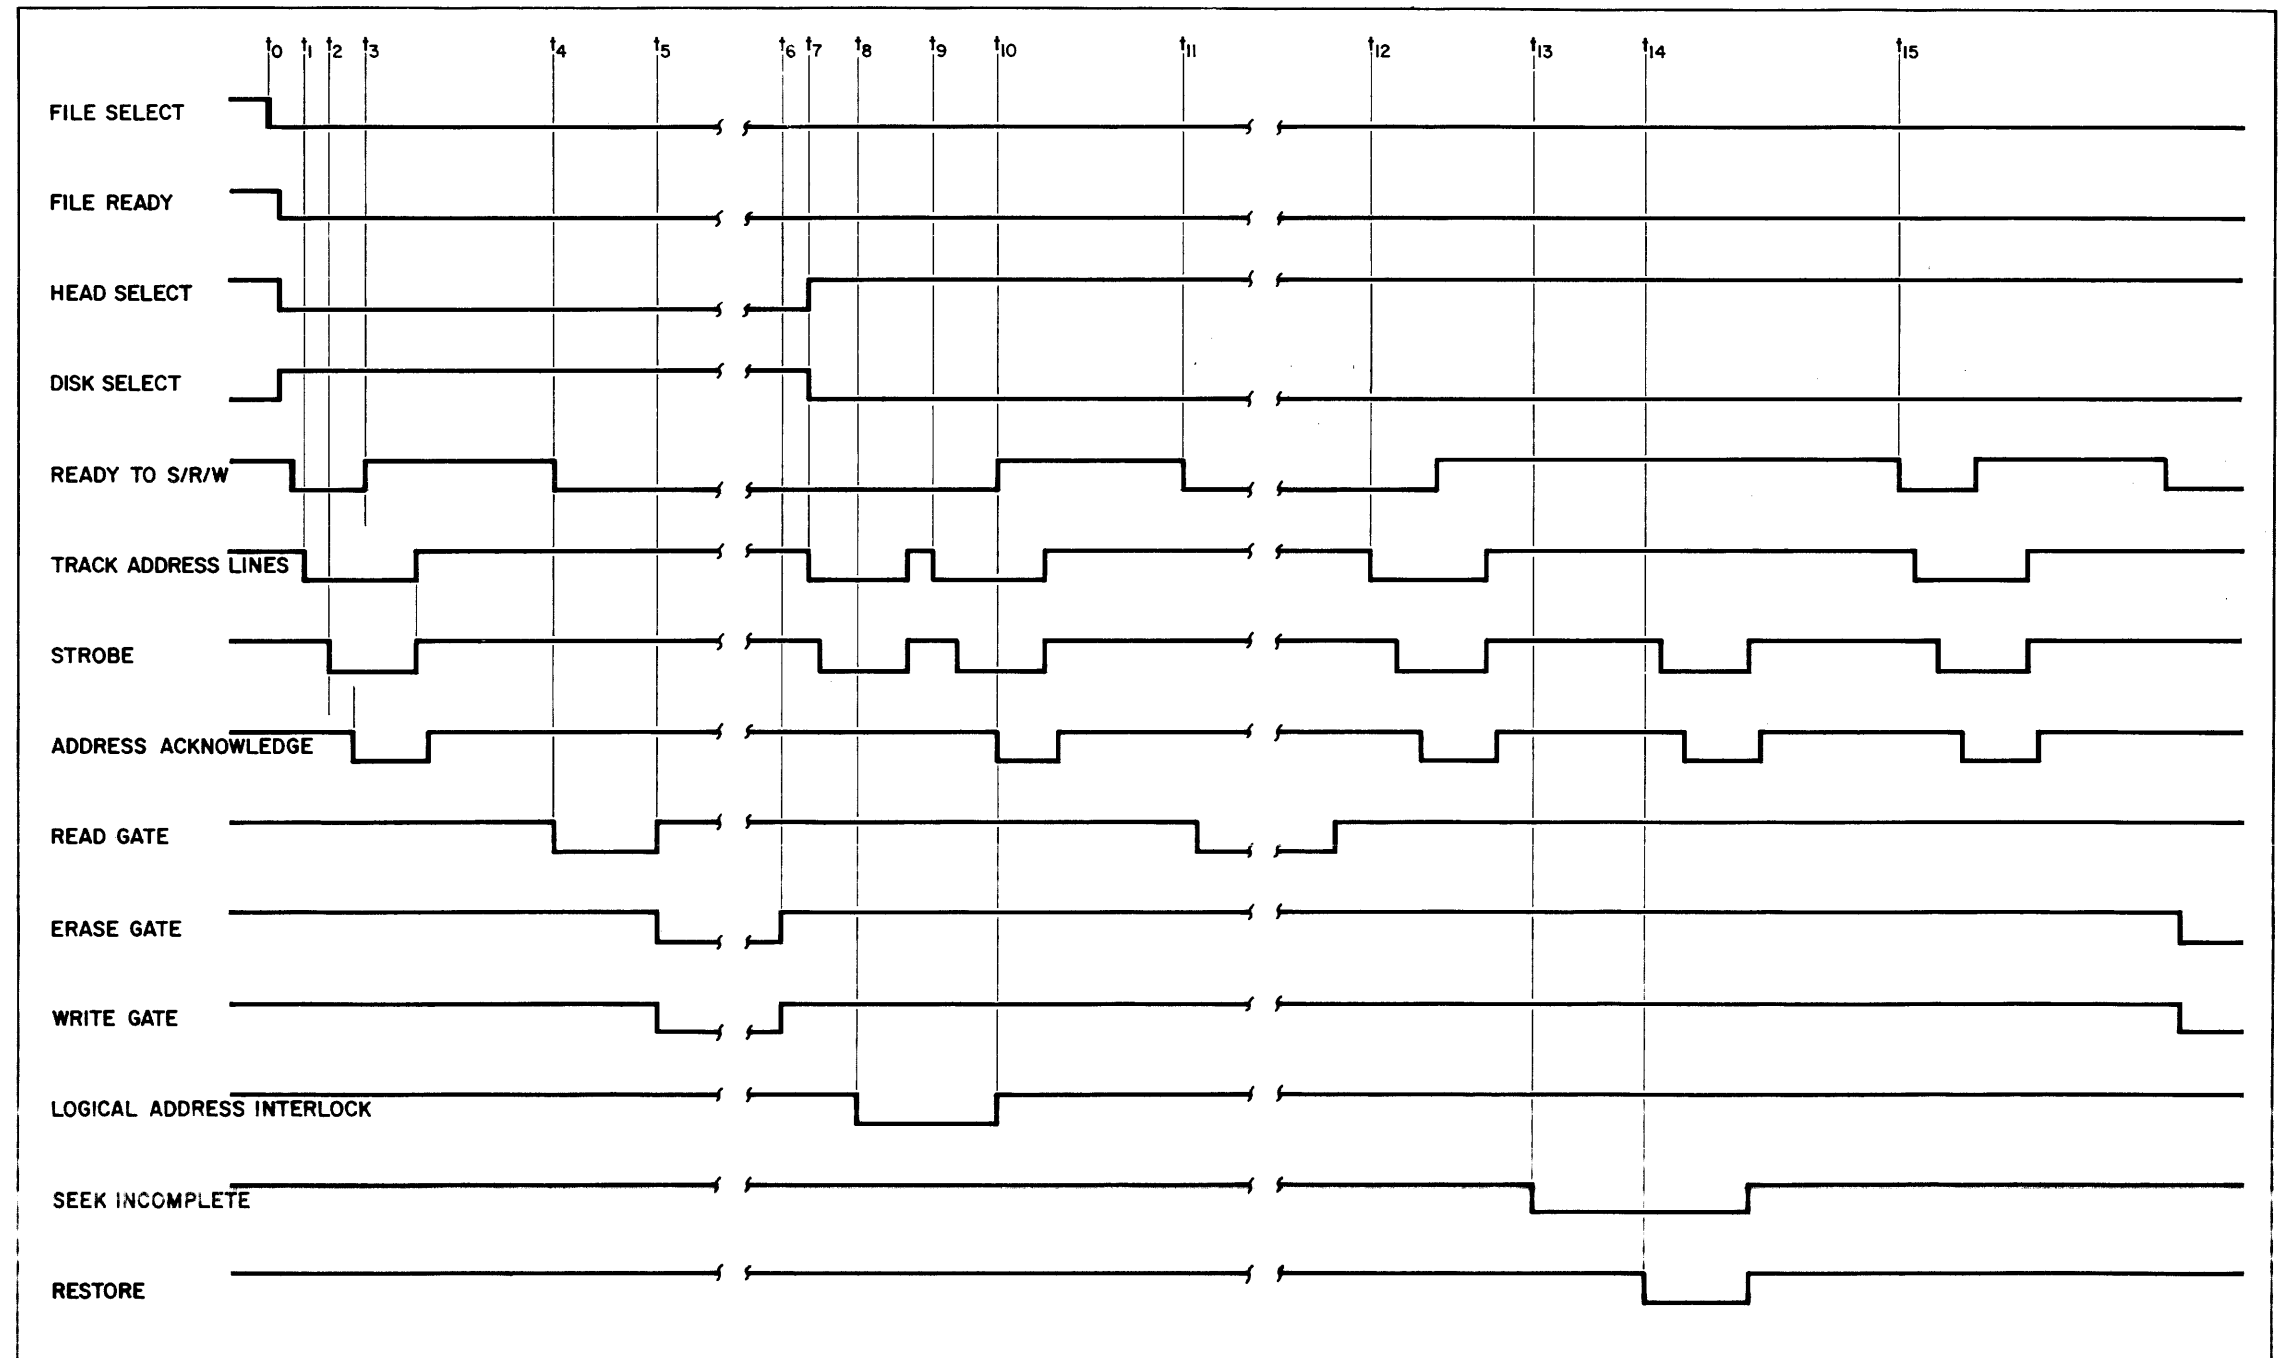 t0 t1 t2 t3 t4 t5 t6 t7 t8 t9 t10 t11 t12 t13 t14 t15
FILE SELECT
FILE READY
HEAD SELECT
DISK SELECT
READY TO S/R/W
TRACK ADDRESS LINES
STROBE
ADDRESS ACKNOWLEDGE
READ GATE
ERASE GATE
WRITE GATE
LOGICAL ADDRESS INTERLOCK
SEEK INCOMPLETE
RESTORE